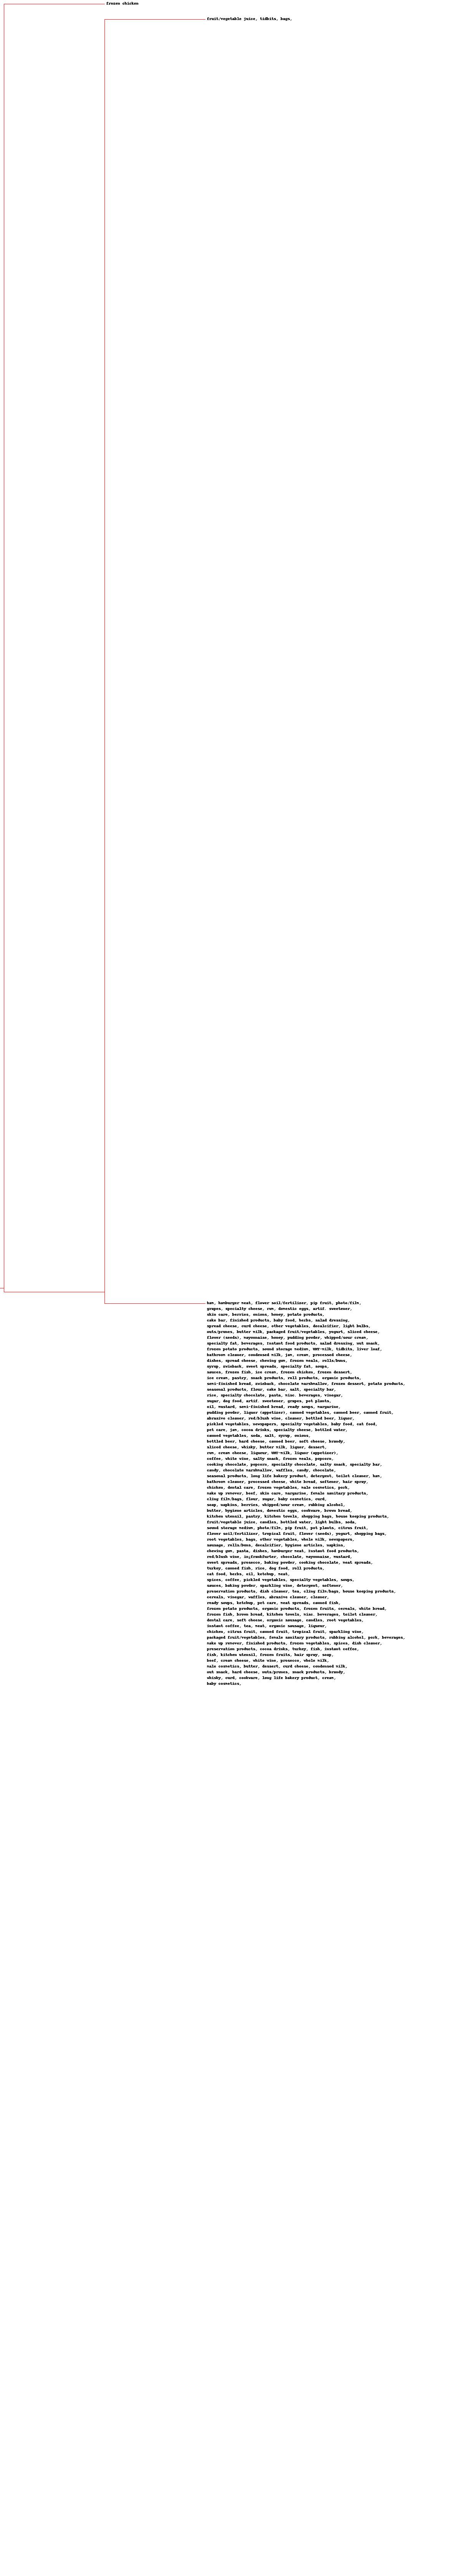 frozen chicken
fruit/vegetable juice, tidbits, bags,
ham, hamburger meat, flower soil/fertilizer, pip fruit, photo/film,
grapes, specialty cheese, rum, domestic eggs, artif. sweetener,
skin care, berries, onions, honey, potato products,
cake bar, finished products, baby food, herbs, salad dressing,
spread cheese, curd cheese, other vegetables, decalcifier, light bulbs,
nuts/prunes, butter milk, packaged fruit/vegetables, yogurt, sliced cheese,
flower (seeds), mayonnaise, honey, pudding powder, whipped/sour cream,
specialty fat, beverages, instant food products, salad dressing, nut snack,
frozen potato products, sound storage medium, UHT-milk, tidbits, liver loaf,
bathroom cleaner, condensed milk, jam, cream, processed cheese,
dishes, spread cheese, chewing gum, frozen meals, rolls/buns,
syrup, zwieback, sweet spreads, specialty fat, soups,
sauces, frozen fish, ice cream, frozen chicken, frozen dessert,
ice cream, pastry, snack products, roll products, organic products,
semi-finished bread, zwieback, chocolate marshmallow, frozen dessert, potato products,
seasonal products, flour, cake bar, salt, specialty bar,
rice, specialty chocolate, pasta, misc. beverages, vinegar,
sugar, dog food, artif. sweetener, grapes, pot plants,
oil, mustard, semi-finished bread, ready soups, margarine,
pudding powder, liquor (appetizer), canned vegetables, canned beer, canned fruit,
abrasive cleaner, red/blush wine, cleaner, bottled beer, liquor,
pickled vegetables, newspapers, specialty vegetables, baby food, cat food,
pet care, jam, cocoa drinks, specialty cheese, bottled water,
canned vegetables, soda, salt, syrup, onions,
bottled beer, hard cheese, canned beer, soft cheese, brandy,
sliced cheese, whisky, butter milk, liquor, dessert,
rum, cream cheese, liqueur, UHT-milk, liquor (appetizer),
coffee, white wine, salty snack, frozen meals, popcorn,
cooking chocolate, popcorn, specialty chocolate, salty snack, specialty bar,
candy, chocolate marshmallow, waffles, candy, chocolate,
seasonal products, long life bakery product, detergent, toilet cleaner, ham,
bathroom cleaner, processed cheese, white bread, softener, hair spray,
chicken, dental care, frozen vegetables, male cosmetics, pork,
make up remover, beef, skin care, margarine, female sanitary products,
cling film/bags, flour, sugar, baby cosmetics, curd,
soap, napkins, berries, whipped/sour cream, rubbing alcohol,
butter, hygiene articles, domestic eggs, cookware, brown bread,
kitchen utensil, pastry, kitchen towels, shopping bags, house keeping products,
fruit/vegetable juice, candles, bottled water, light bulbs, soda,
sound storage medium, photo/film, pip fruit, pot plants, citrus fruit,
flower soil/fertilizer, tropical fruit, flower (seeds), yogurt, shopping bags,
root vegetables, bags, other vegetables, whole milk, newspapers,
sausage, rolls/buns, decalcifier, hygiene articles, napkins,
chewing gum, pasta, dishes, hamburger meat, instant food products,
red/blush wine, inifrankfurter, chocolate, mayonnaise, mustard,
sweet spreads, prosecco, baking powder, cooking chocolate, meat spreads,
turkey, canned fish, rice, dog food, roll products,
cat food, herbs, oil, ketchup, meat,
spices, coffee, pickled vegetables, specialty vegetables, soups,
sauces, baking powder, sparkling wine, detergent, softener,
preservation products, dish cleaner, tea, cling film/bags, house keeping products,
cereals, vinegar, waffles, abrasive cleaner, cleaner,
ready soups, ketchup, pet care, meat spreads, canned fish,
frozen potato products, organic products, frozen fruits, cereals, white bread,
frozen fish, brown bread, kitchen towels, misc. beverages, toilet cleaner,
dental care, soft cheese, organic sausage, candles, root vegetables,
instant coffee, tea, meat, organic sausage, liqueur,
chicken, citrus fruit, canned fruit, tropical fruit, sparkling wine,
packaged fruit/vegetables, female sanitary products, rubbing alcohol, pork, beverages,
make up remover, finished products, frozen vegetables, spices, dish cleaner,
preservation products, cocoa drinks, turkey, fish, instant coffee,
fish, kitchen utensil, frozen fruits, hair spray, soap,
beef, cream cheese, white wine, prosecco, whole milk,
male cosmetics, butter, dessert, curd cheese, condensed milk,
nut snack, hard cheese, nuts/prunes, snack products, brandy,
whisky, curd, cookware, long life bakery product, cream,
baby cosmetics,